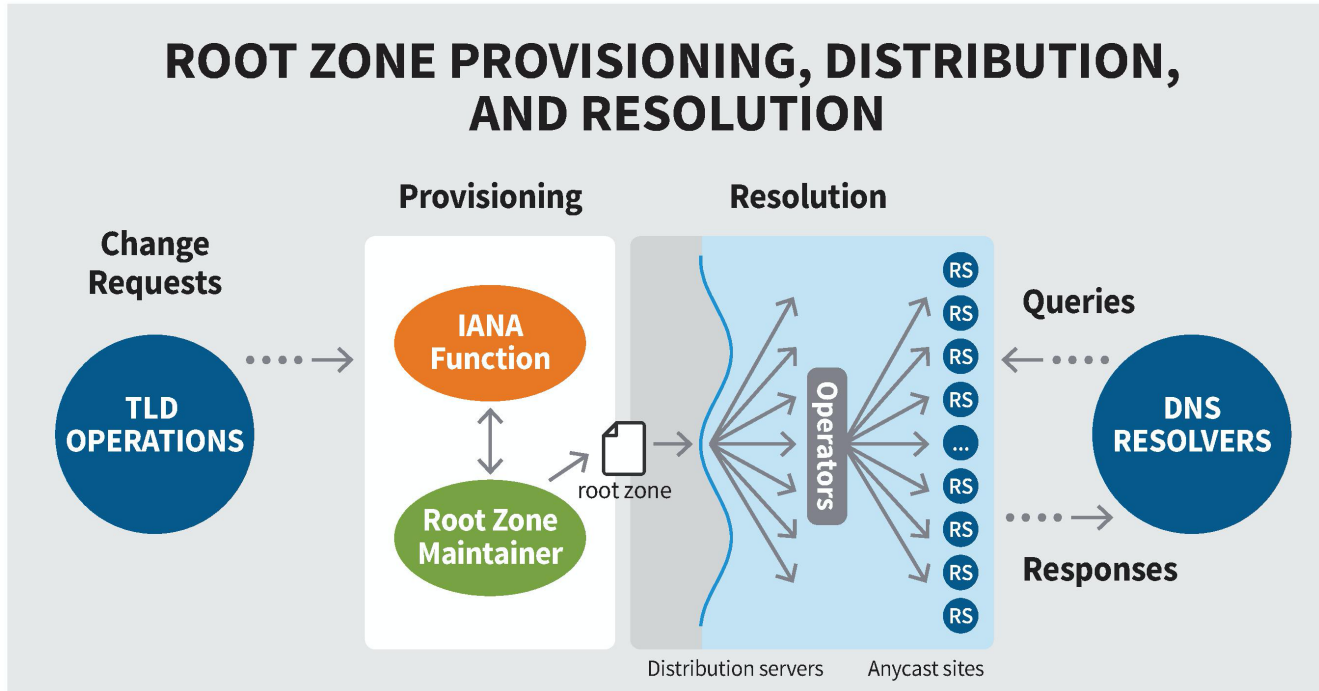 ROOT ZONE PROVISIONING, DISTRIBUTION,
AND RESOLUTION
Provisioning
Resolution
Change
Requests
TLD
OPERATIONS
IANA
Function
Root Zone
Maintainer
root zone
Operators
RS
RS
RS
RS
...
RS
RS
RS
RS
Queries
DNS
RESOLVERS
Responses
Distribution servers
Anycast sites